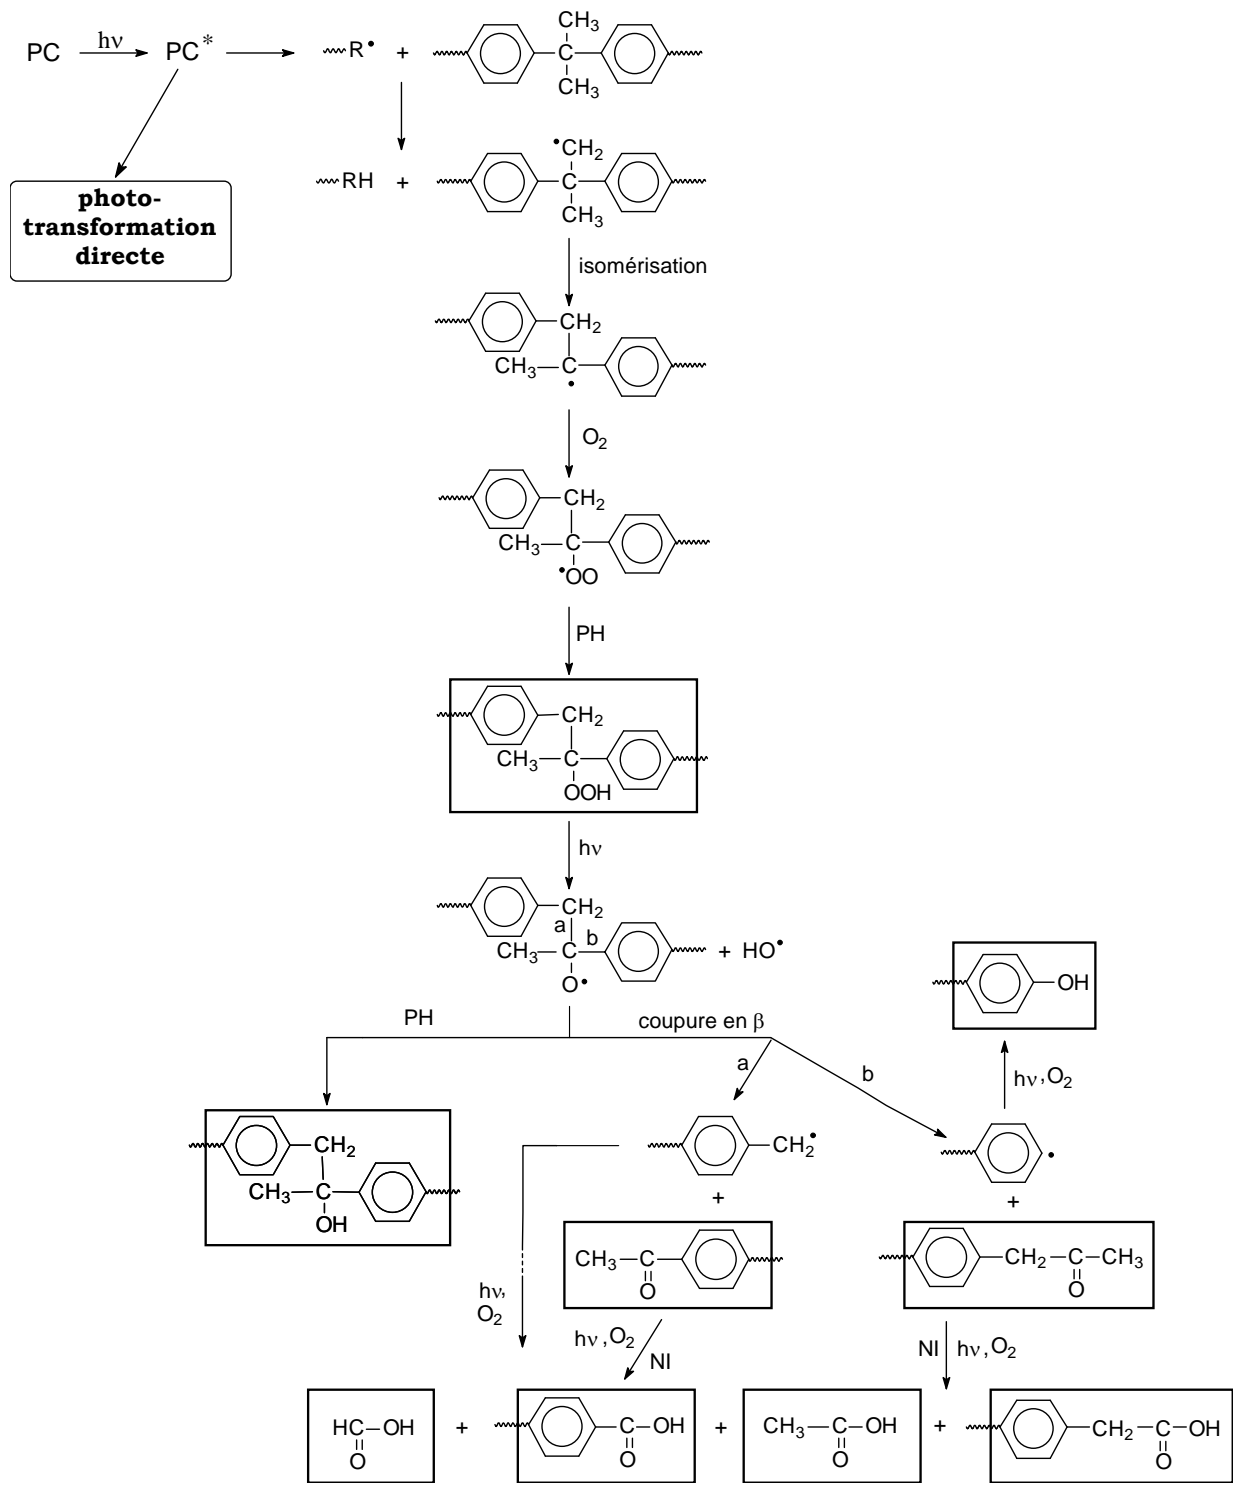 PC hν PC* R• + CH3
C
CH3
•CH2
RH + C
CH3
photo-
transformation
directe
isomérisation
CH2
CH3 C
•
O2
CH2
CH3 C
•OO
PH
CH2
CH3 C
OOH
hν
CH2
a
CH3 C b + HO•
O•
OH
PH coupure en β
a b hν, O2
CH2
CH3 C
OH
CH2•
•
+ +
CH3 C
O
CH2 C CH3
O
hν,
O2
hν, O2 NI
NI hν, O2
HC OH
O
+
C OH
O
+
CH3 C OH
O
+
CH2 C OH
O